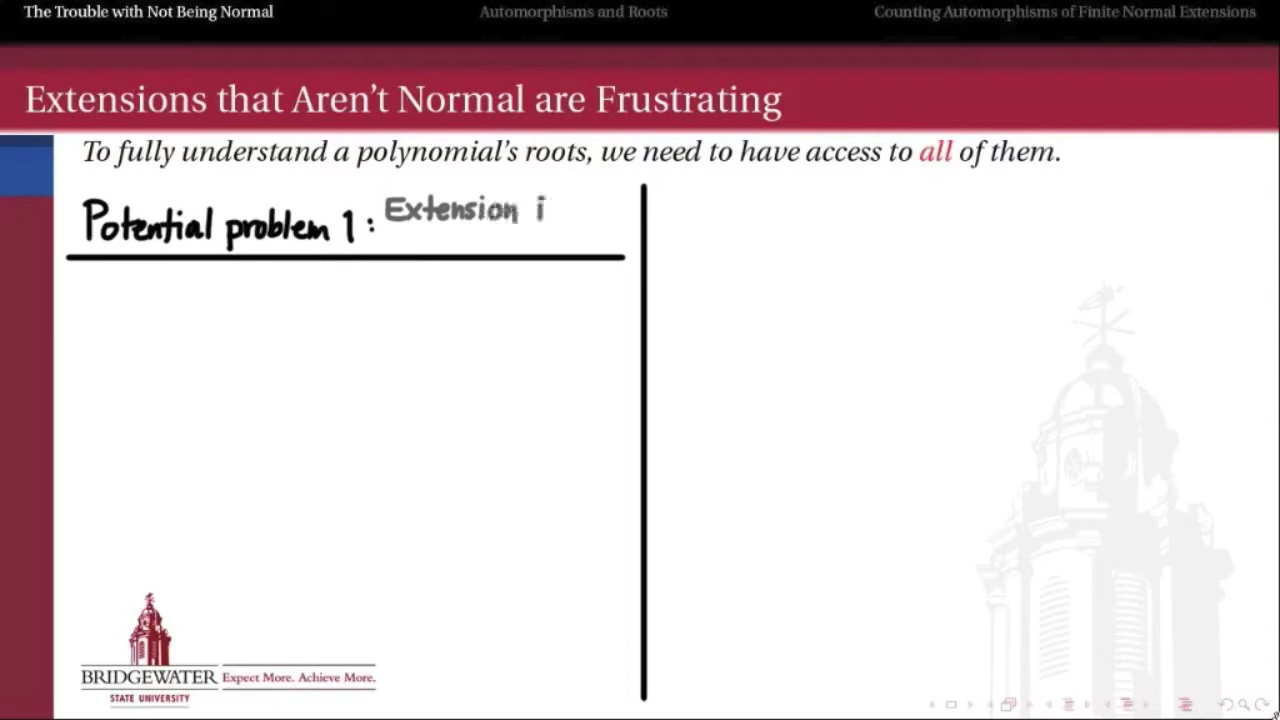 The Trouble with Not Being Normal
Automorphisms and Roots
Counting Automorphisms of Finite Normal Extensions
Extensions that Aren't Normal are Frustrating
To fully understand a polynomial's roots, we need to have access to all of them.
Potential problem 1: Extension i
BRIDGEWATER
STATE UNIVERSITY
Expect More. Achieve More.